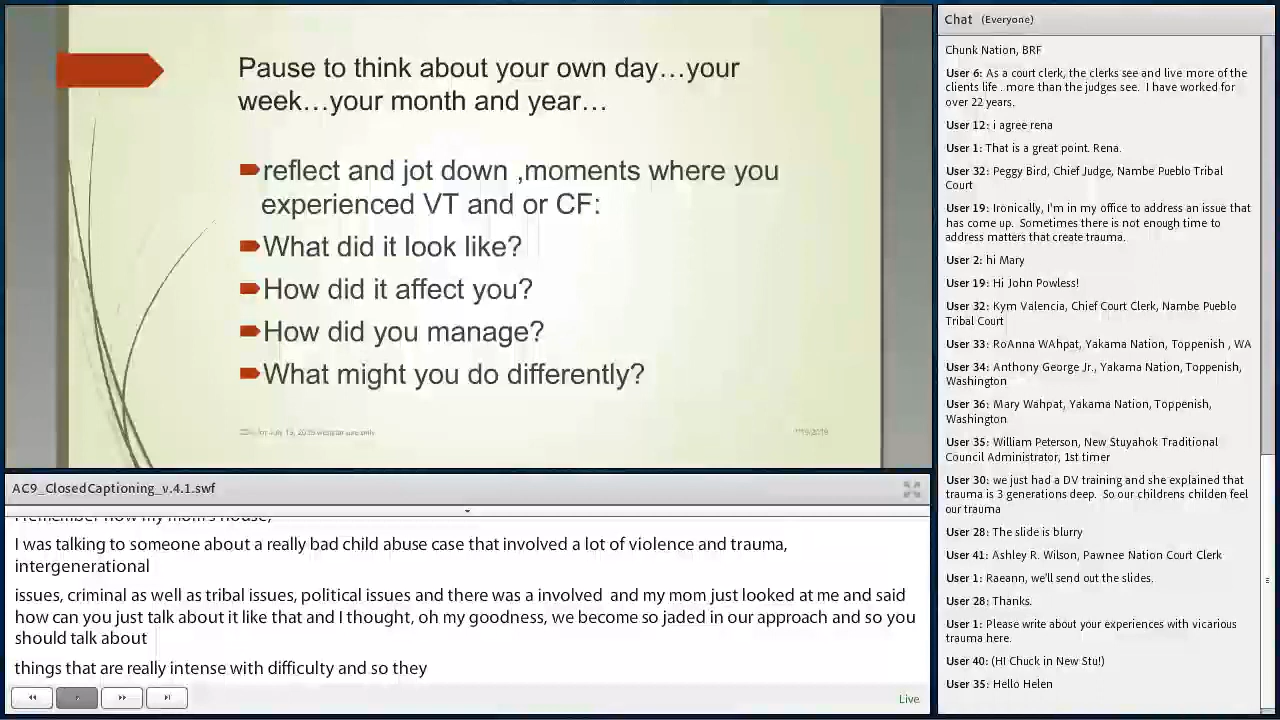 Pause to think about your own day…your
week…your month and year…
reflect and jot down ,moments where you
experienced VT and or CF:
What did it look like?
How did it affect you?
How did you manage?
What might you do differently?
AC9_ClosedCaptioning_v.4.1.swf
I was talking to someone about a really bad child abuse case that involved a lot of violence and trauma,
intergenerational
issues, criminal as well as tribal issues, political issues and there was a involved  and my mom just looked at me and said
how can you just talk about it like that and I thought, oh my goodness, we become so jaded in our approach and so you
should talk about
things that are really intense with difficulty and so they
Live
Chat (Everyone)
Chunk Nation, BRF
User 6: As a court clerk, the clerks see and live more of the
clients life . more than the judges see.  I have worked for
over 22 years.
User 12: i agree rena
User 1: That is a great point. Rena.
User 32: Peggy Bird, Chief Judge, Nambe Pueblo Tribal
Court
User 19: Ironically, I'm in my office to address an issue that
has come up.  Sometimes there is not enough time to
address matters that create trauma.
User 2: hi Mary
User 19: Hi John Powless!
User 32: Kym Valencia, Chief Court Clerk, Nambe Pueblo
Tribal Court
User 33: RoAnna WAhpat, Yakama Nation, Toppenish , WA
User 34: Anthony George Jr., Yakama Nation, Toppenish,
Washington
User 36: Mary Wahpat, Yakama Nation, Toppenish,
Washington
User 35: William Peterson, New Stuyahok Traditional
Council Administrator, 1st timer
User 30: we just had a DV training and she explained that
trauma is 3 generations deep.  So our childrens childen feel
our trauma
User 28: The slide is blurry
User 41: Ashley R. Wilson, Pawnee Nation Court Clerk
User 1: Raeann, we'll send out the slides.
User 28: Thanks.
User 1: Please write about your experiences with vicarious
trauma here.
User 40: (HI Chuck in New Stu!)
User 35: Hello Helen